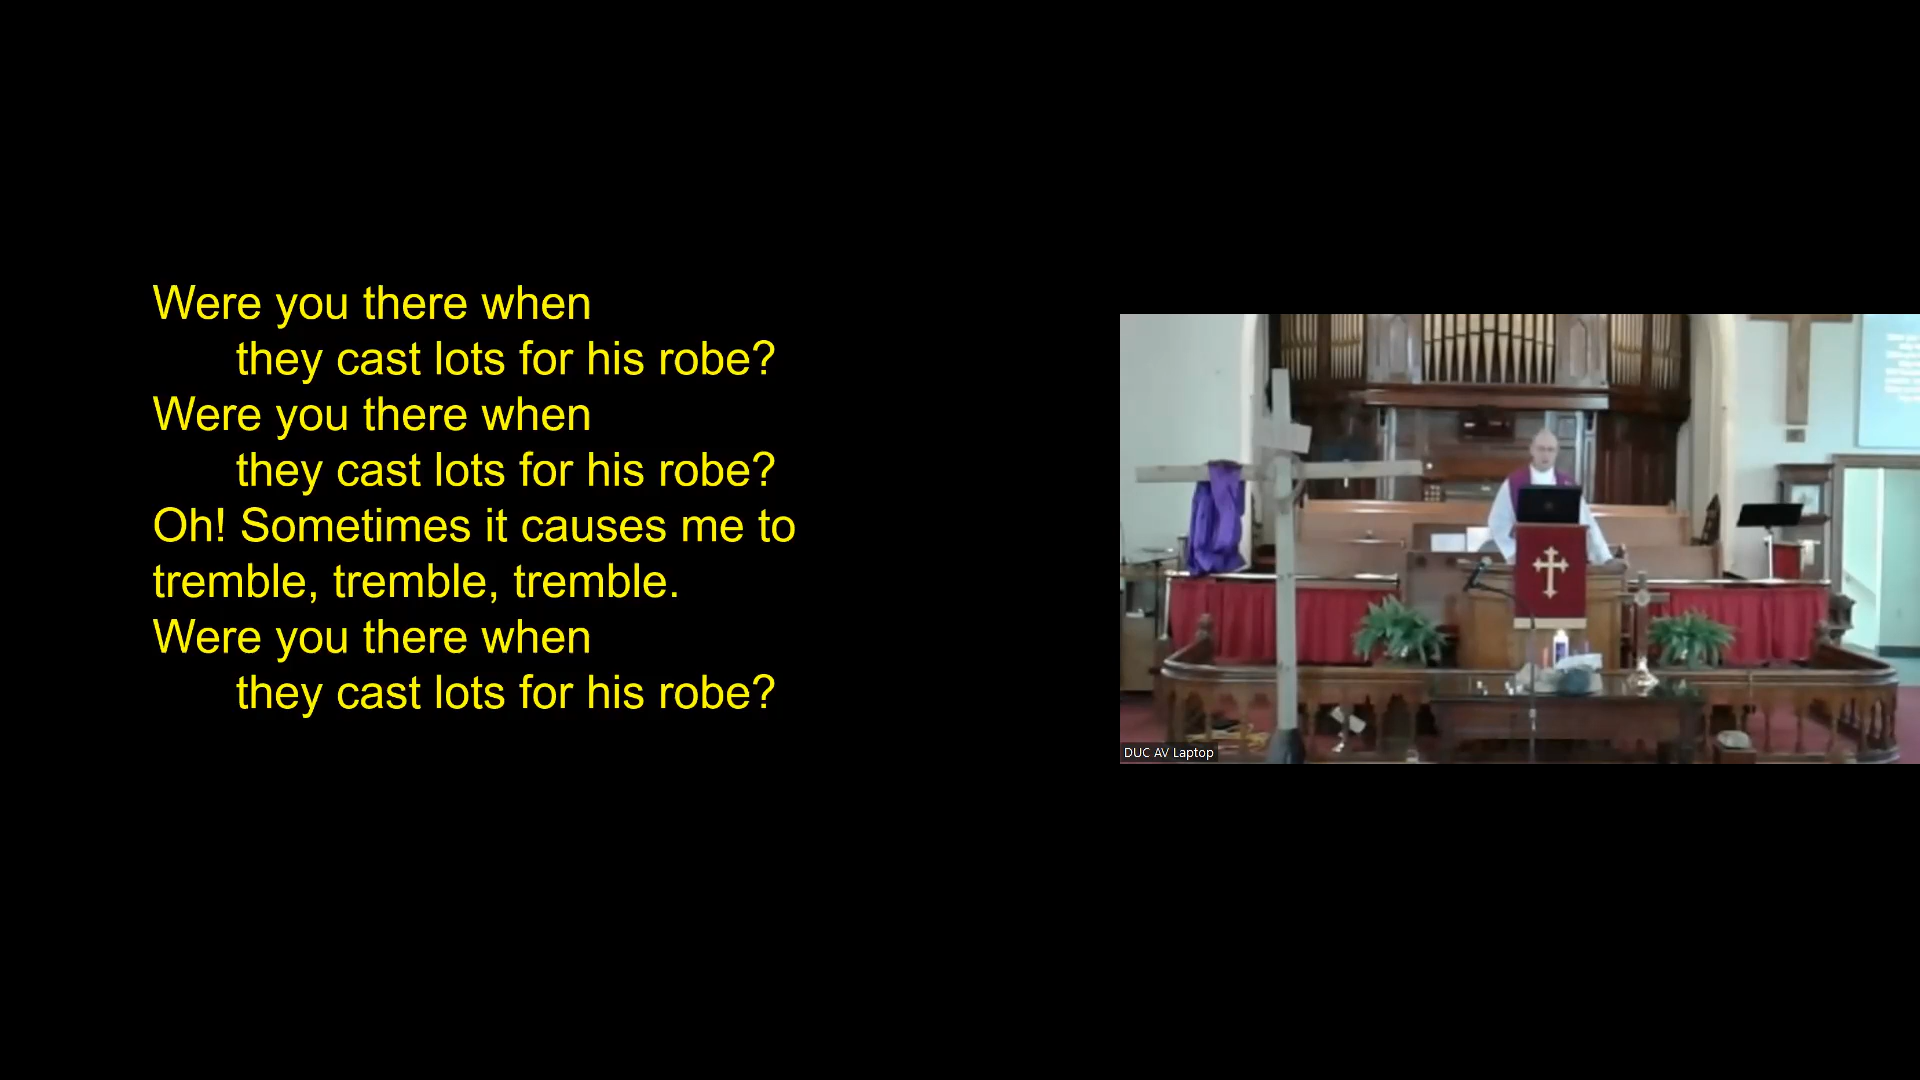 Were you there when
they cast lots for his robe?
Were you there when
they cast lots for his robe?
Oh! Sometimes it causes me to
tremble, tremble, tremble.
Were you there when
they cast lots for his robe?
DUC AV Laptop